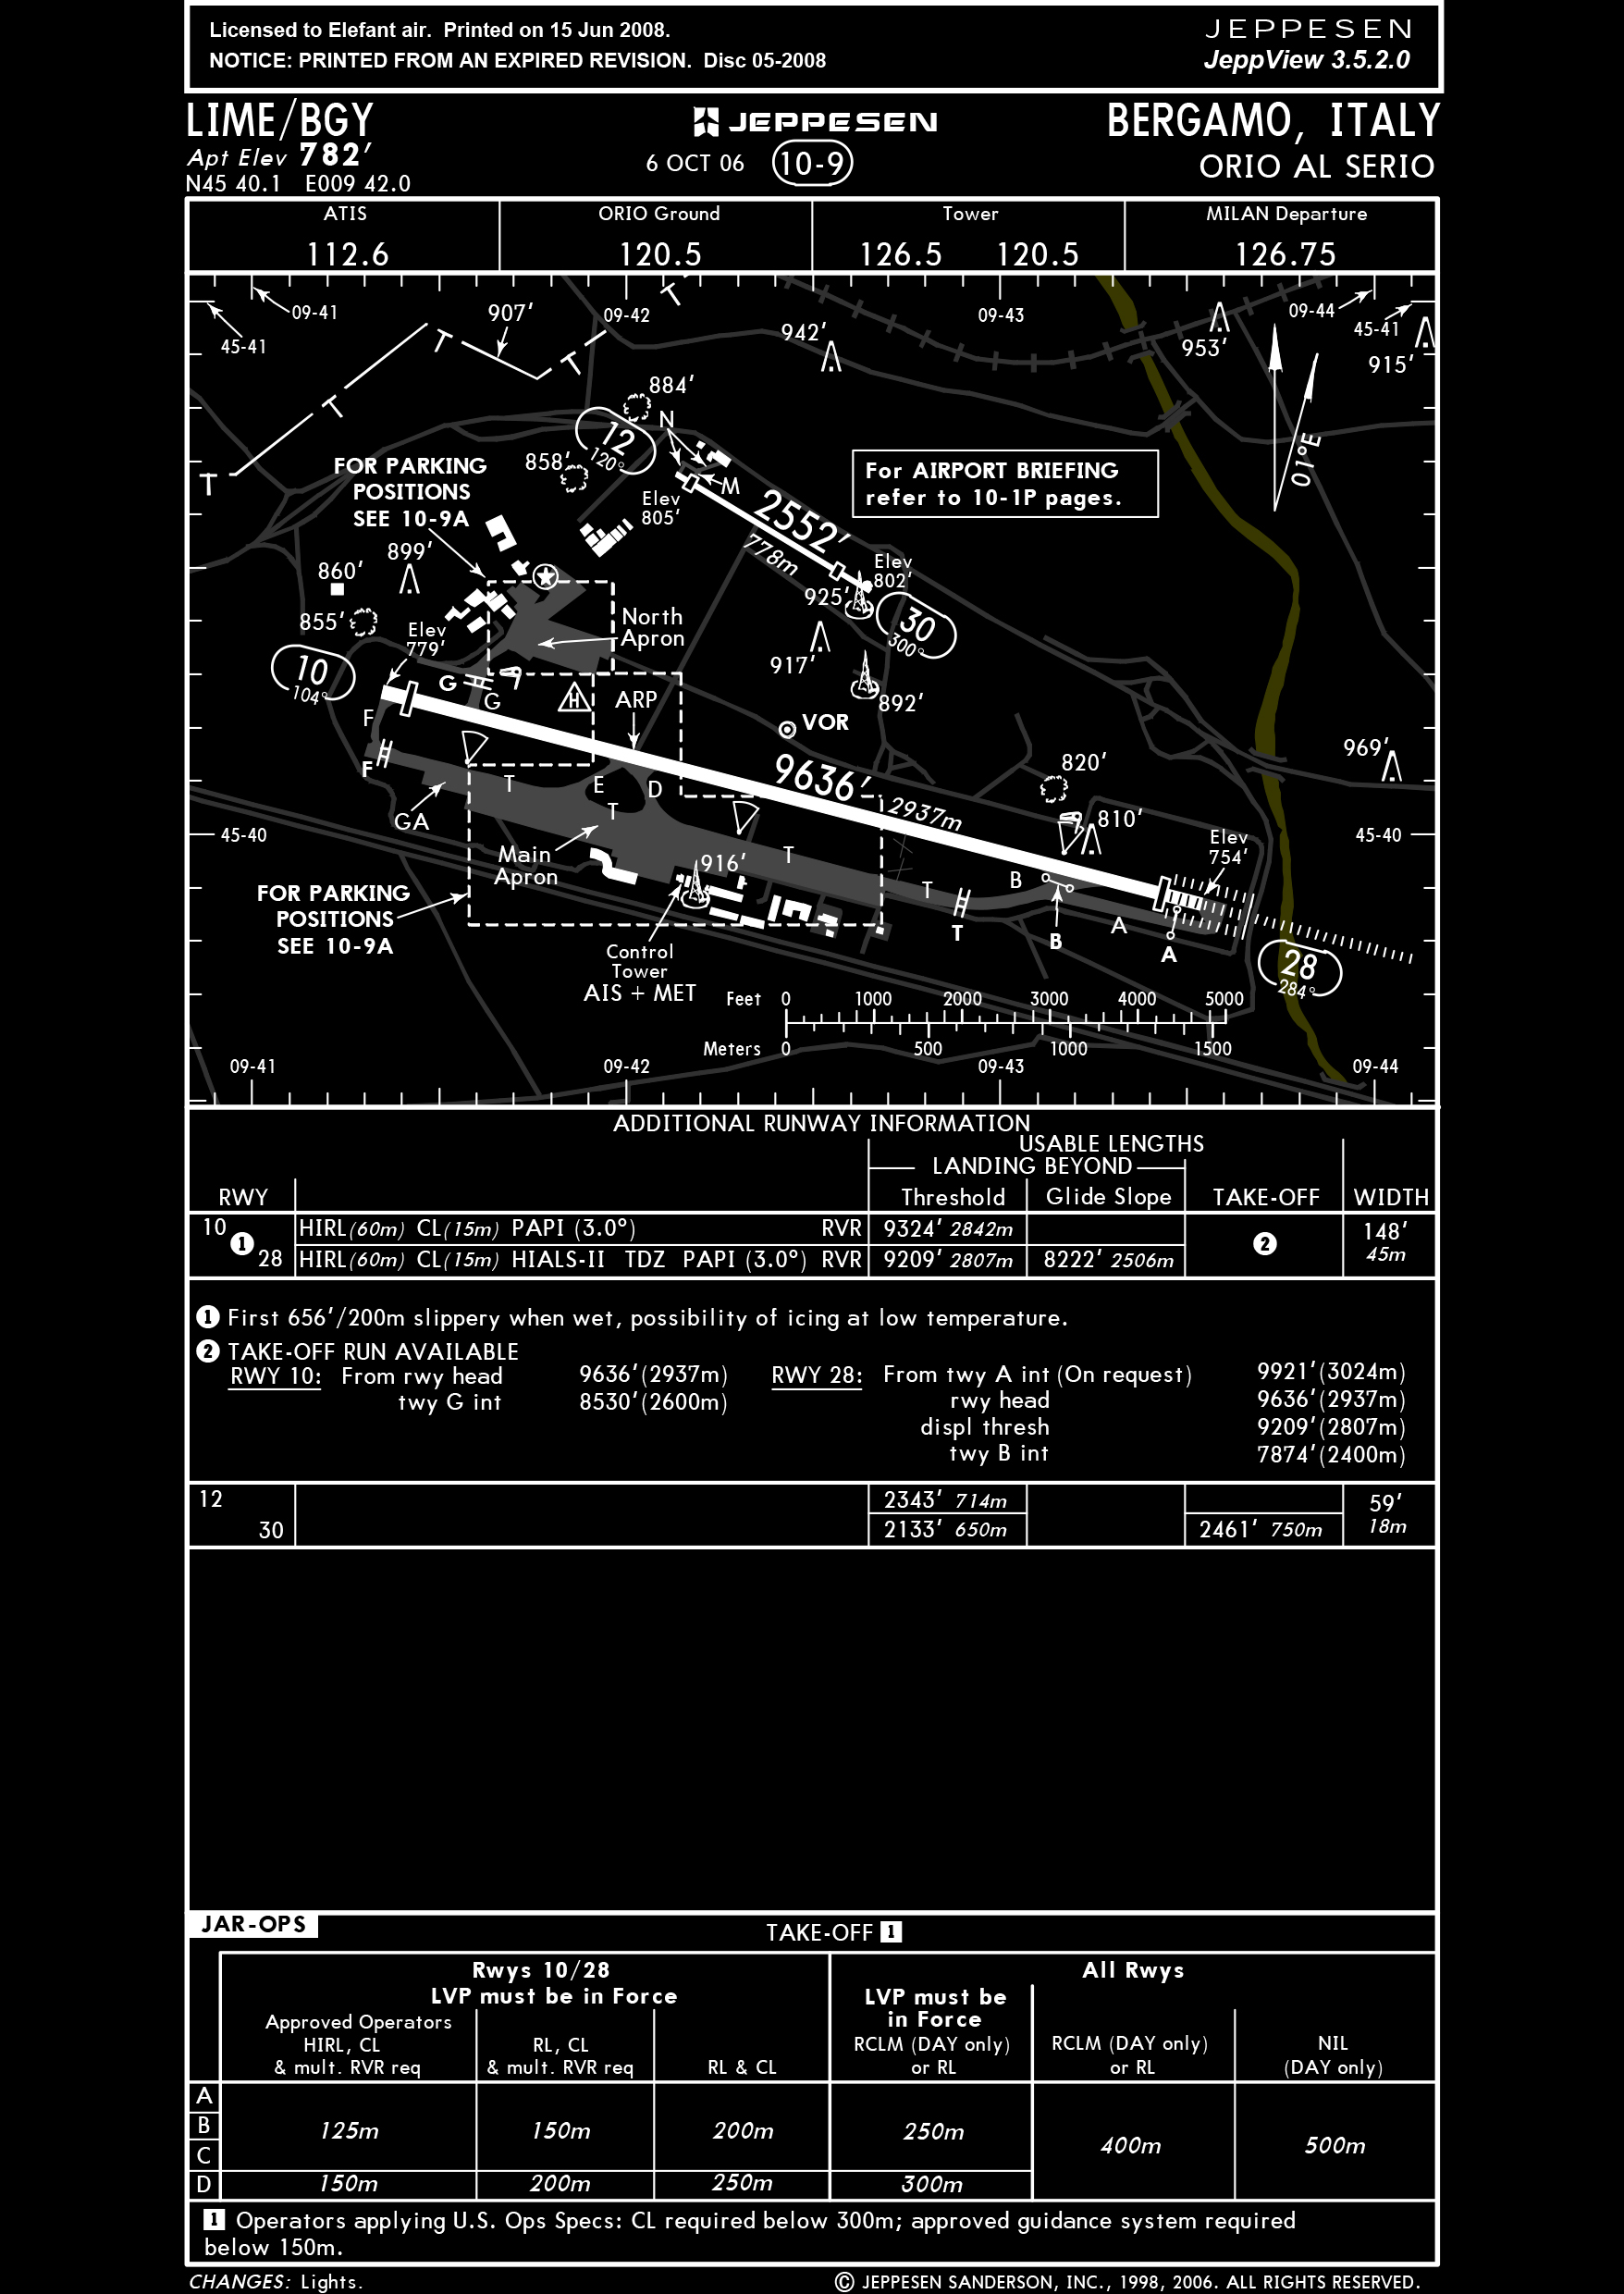 Licensed to Elefant air. Printed on 15 Jun 2008.
NOTICE: PRINTED FROM AN EXPIRED REVISION. Disc 05-2008
JEPPESEN
JeppView 3.5.2.0
LIME/BGY
Apt Elev 782'
N45 40.1 E009 42.0
JEPPESEN
6 OCT 06 10-9
BERGAMO, ITALY
ORIO AL SERIO
ATIS
112.6
ORIO Ground
120.5
Tower
126.5 120.5
MILAN Departure
126.75
09-41
45-41
907'
09-42
942'
09-43
953'
09-44
45-41
915'
T
T
T
T
T
884'
N
12
120°
858'
FOR PARKING
POSITIONS
SEE 10-9A
Elev
805'
M
2552'
778m
For AIRPORT BRIEFING
refer to 10-1P pages.
01°E
899'
860'
855'
Elev
779'
10
104°
Elev
802'
925'
30
300°
North
Apron
917'
892'
G
G
H
ARP
VOR
F
F
9636'
2937m
969'
820'
810'
T
E
D
T
GA
45-40
45-40
Elev
754'
Main
Apron
916'
T
T
B
FOR PARKING
POSITIONS
SEE 10-9A
T
B
A
A
28
284°
Control
Tower
AIS + MET
Feet 0 1000 2000 3000 4000 5000
Meters 0 500 1000 1500
09-41
09-42
09-43
09-44
ADDITIONAL RUNWAY INFORMATION
USABLE LENGTHS
LANDING BEYOND
RWY Threshold Glide Slope TAKE-OFF WIDTH
10 HIRL(60m) CL(15m) PAPI (3.0°) RVR 9324' 2842m
1 2 148' 45m
28 HIRL(60m) CL(15m) HIALS-II TDZ PAPI (3.0°) RVR 9209' 2807m 8222' 2506m
1 First 656'/200m slippery when wet, possibility of icing at low temperature.
2 TAKE-OFF RUN AVAILABLE
RWY 10: From rwy head 9636'(2937m)
twy G int 8530'(2600m)
RWY 28: From twy A int (On request) 9921'(3024m)
rwy head 9636'(2937m)
displ thresh 9209'(2807m)
twy B int 7874'(2400m)
12 2343' 714m
59' 18m
30 2133' 650m 2461' 750m
JAR-OPS
TAKE-OFF 1
Rwys 10/28
LVP must be in Force
All Rwys
Approved Operators
HIRL, CL
& mult. RVR req
RL, CL
& mult. RVR req
RL & CL
LVP must be
in Force
RCLM (DAY only)
or RL
RCLM (DAY only)
or RL
NIL
(DAY only)
A
B
C
125m 150m 200m 250m
400m 500m
D 150m 200m 250m 300m
1 Operators applying U.S. Ops Specs: CL required below 300m; approved guidance system required
below 150m.
CHANGES: Lights.
© JEPPESEN SANDERSON, INC., 1998, 2006. ALL RIGHTS RESERVED.